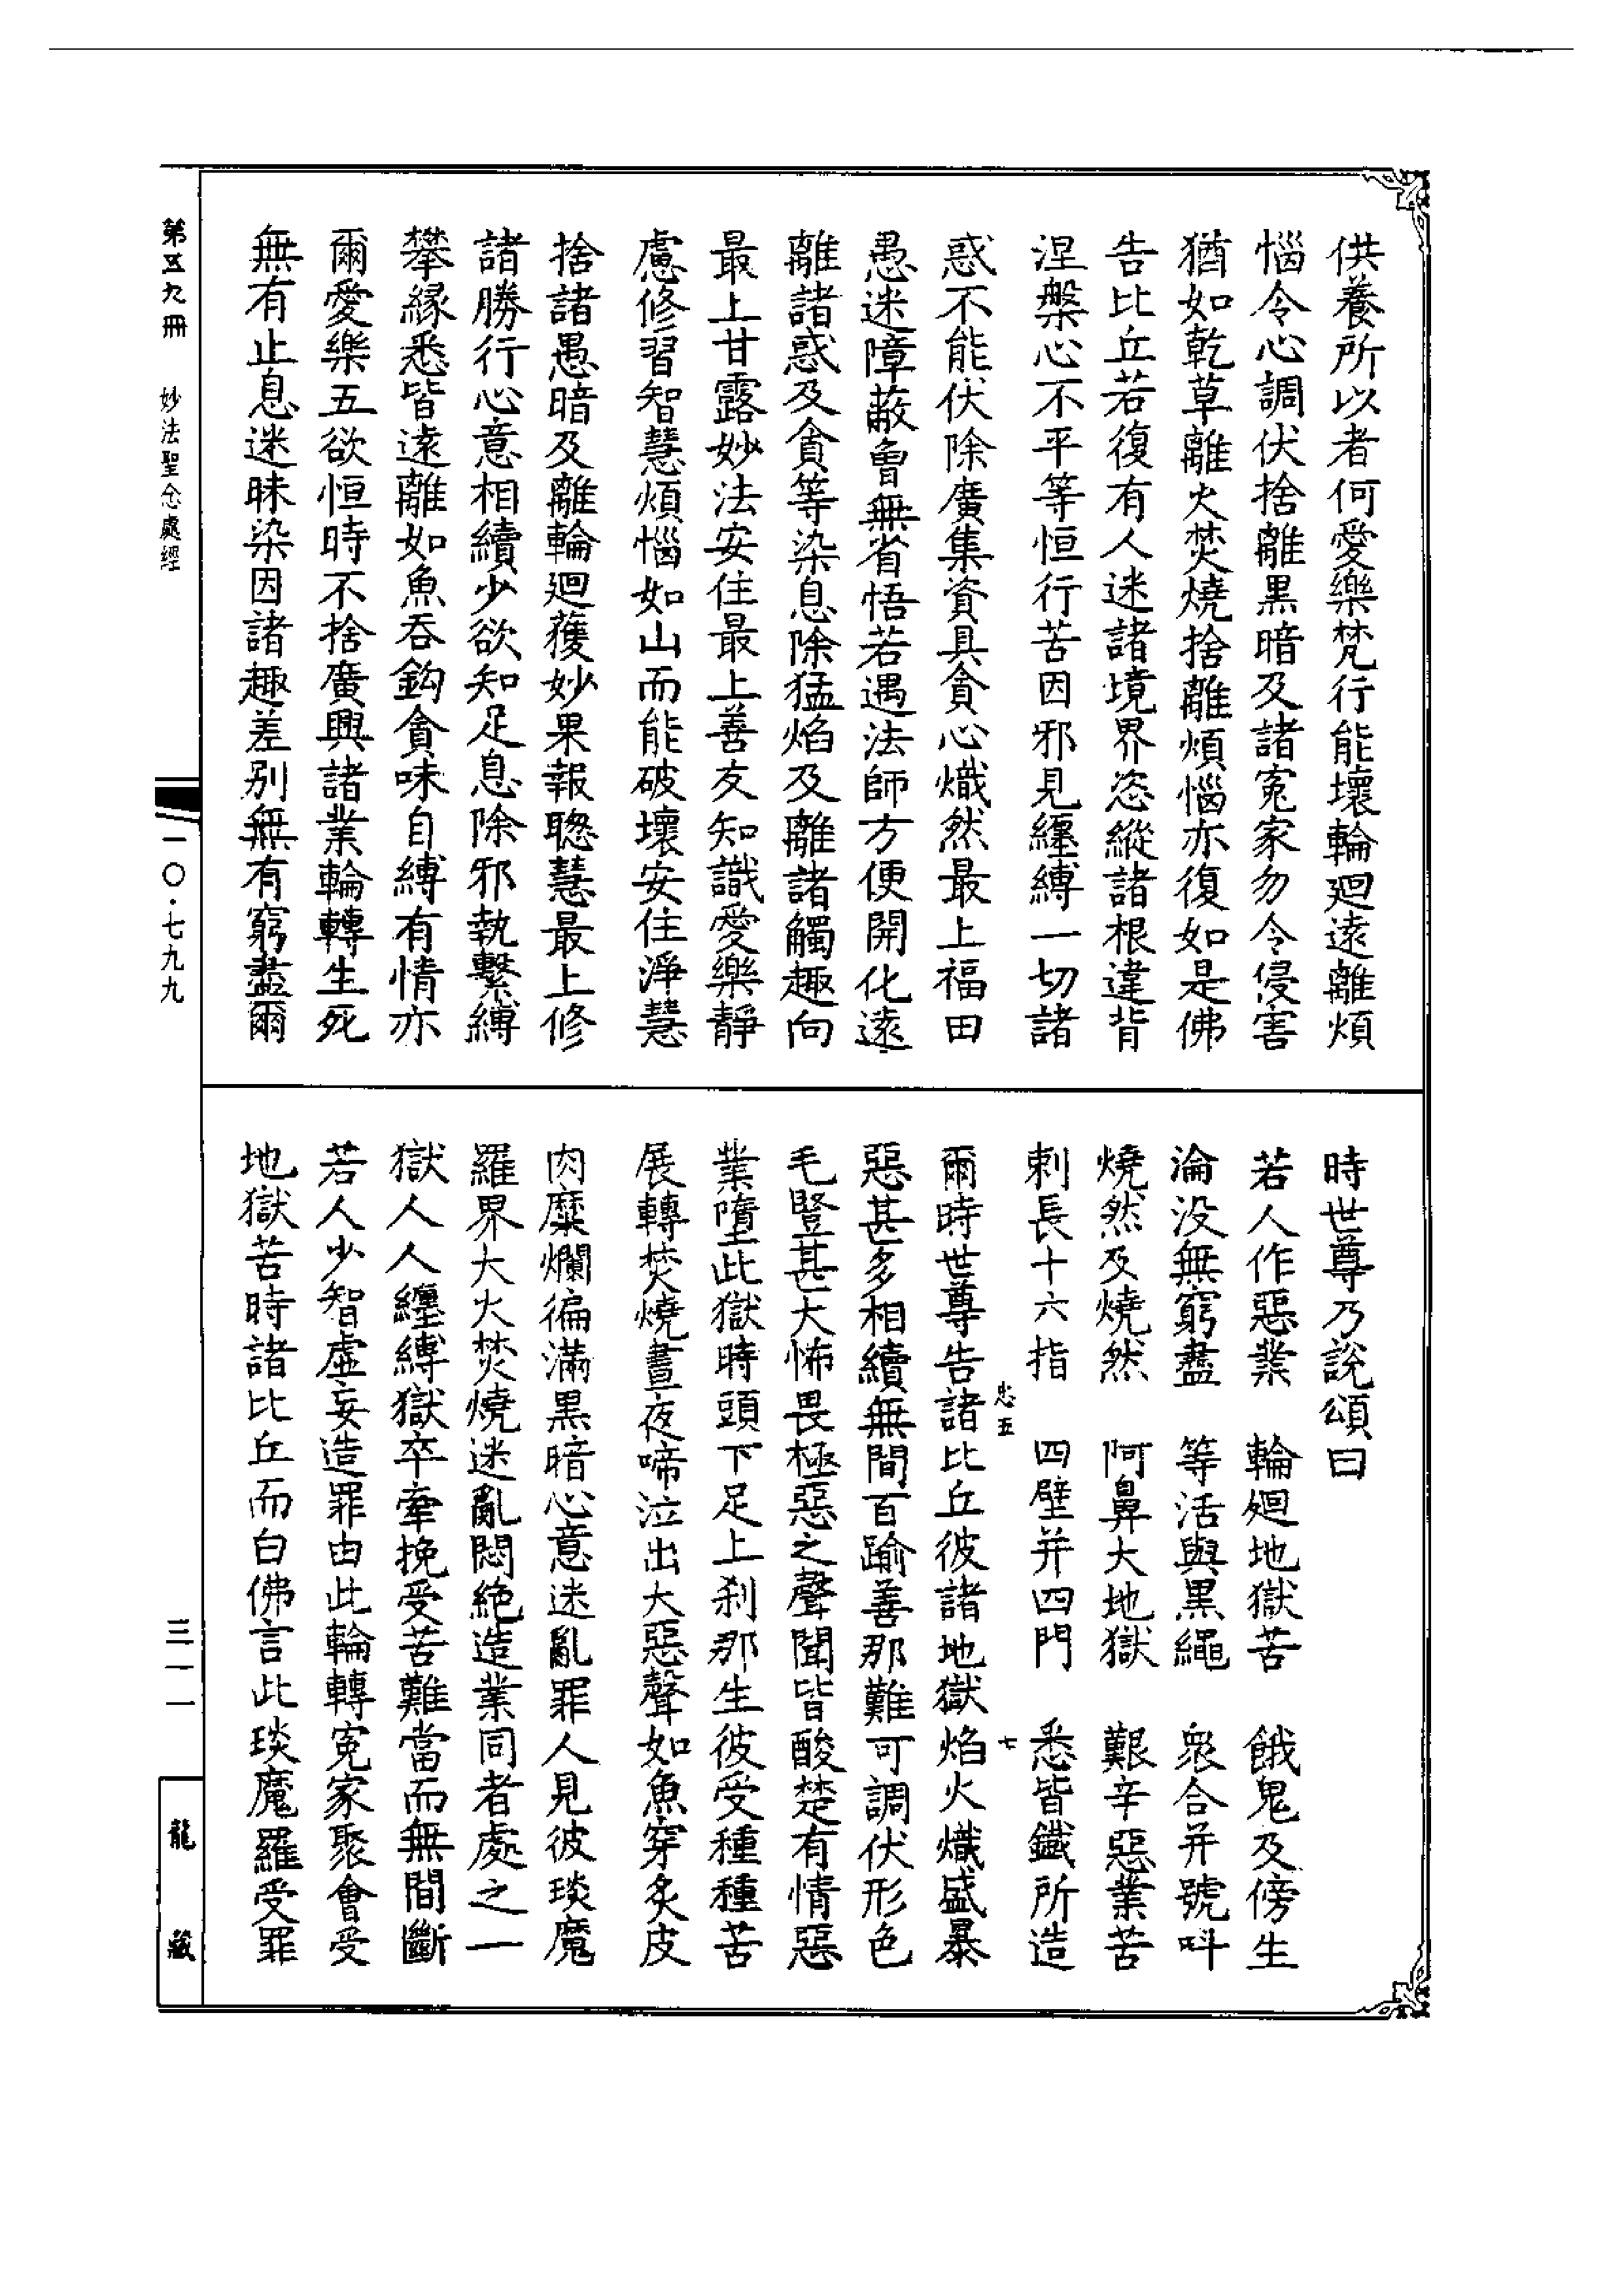 供養所以者何愛樂梵行能壞輪迴遠離煩
惱令心調伏捨離黑暗及諸寃家勿令侵害
猶如乾草離火焚燒捨離煩惱亦復如是佛
告比丘若復有人迷諸境界恣縱諸根違背
涅槃心不平等恒行苦因邪見纏縛一切諸
惑不能伏除廣集資具貪心熾然最上福田
愚迷障蔽曾無省悟若遇法師方便開化遠
離諸惑及貪等染息除猛焰及離諸觸趣向
最上甘露妙法安住最上善友知識愛樂靜
慮修習智慧煩惱如山而能破壞安住淨慧
捨諸愚暗及離輪迴獲妙果報聰慧最上修
諸勝行心意相續少欲知足息除邪執繫縛
攀緣悉皆遠離如魚吞鈎貪味自縛有情亦
爾愛樂五欲恒時不捨廣興諸業輪轉生死
無有止息迷昧染因諸趣差別無有窮盡爾
時世尊乃說頌曰
若人作惡業　輪迴地獄苦　餓鬼及傍生
淪没無窮盡　等活與黑繩　衆合并號呌
燒然及燒然　阿鼻大地獄　艱辛惡業苦
刺長十六指　四壁并四門　悉皆鐵所造
忠五　七
爾時世尊告諸比丘彼諸地獄焰火熾盛暴
惡甚多相續無間百踰善那難可調伏形色
毛豎甚大怖畏極惡之聲聞皆酸楚有情惡
業墮此獄時頭下足上刹那生彼受種種苦
展轉焚燒晝夜啼泣出大惡聲如魚穿炙皮
肉糜爛徧滿黑暗心意迷亂罪人見彼琰魔
羅界大火焚燒迷亂悶絶造業同者處之一
獄人人纏縛獄卒牽挽受苦難當而無間斷
若人少智虛妄造罪由此輪轉寃家聚會受
地獄苦時諸比丘而白佛言此琰魔羅受罪
第五九冊　妙法聖念處經
一〇·七九九
三一一
龍藏